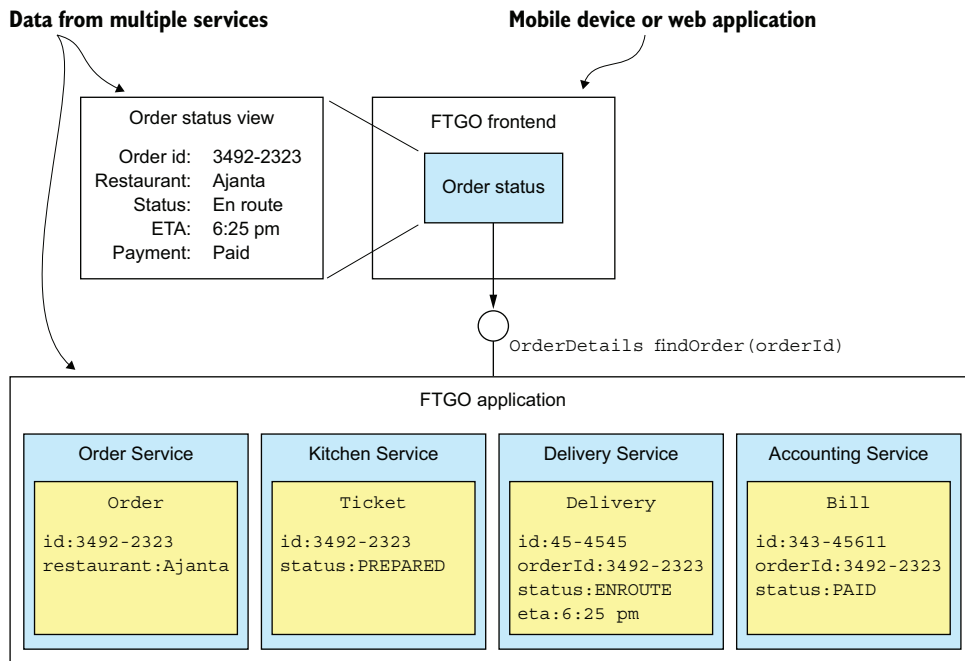 Data from multiple services
Mobile device or web application
Order status view
Order id: 3492-2323
Restaurant: Ajanta
Status: En route
ETA: 6:25 pm
Payment: Paid
FTGO frontend
Order status
OrderDetails findOrder(orderId)
FTGO application
Order Service
Order
id:3492-2323
restaurant:Ajanta
Kitchen Service
Ticket
id:3492-2323
status:PREPARED
Delivery Service
Delivery
id:45-4545
orderId:3492-2323
status:ENROUTE
eta:6:25 pm
Accounting Service
Bill
id:343-45611
orderId:3492-2323
status:PAID